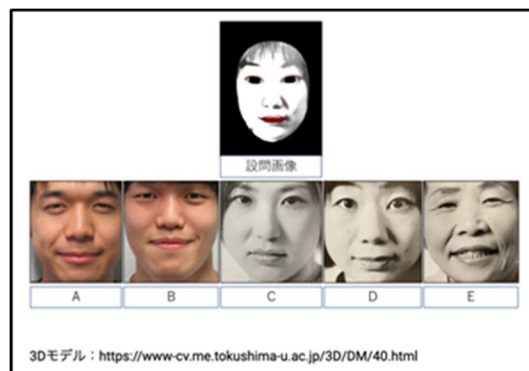 設問画像
A
B
C
D
E
3Dモデル：https://www-cv.me.tokushima-u.ac.jp/3D/DM/40.html